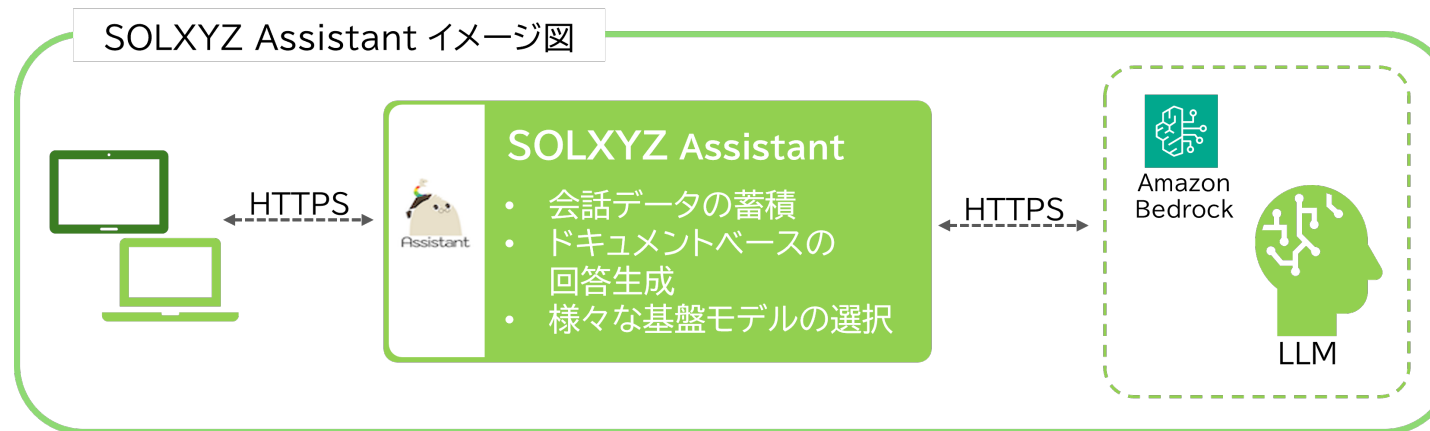 SOLXYZ Assistant イメージ図
HTTPS
Assistant
SOLXYZ Assistant
• 会話データの蓄積
• ドキュメントベースの
回答生成
• 様々な基盤モデルの選択
HTTPS
Amazon
Bedrock
LLM